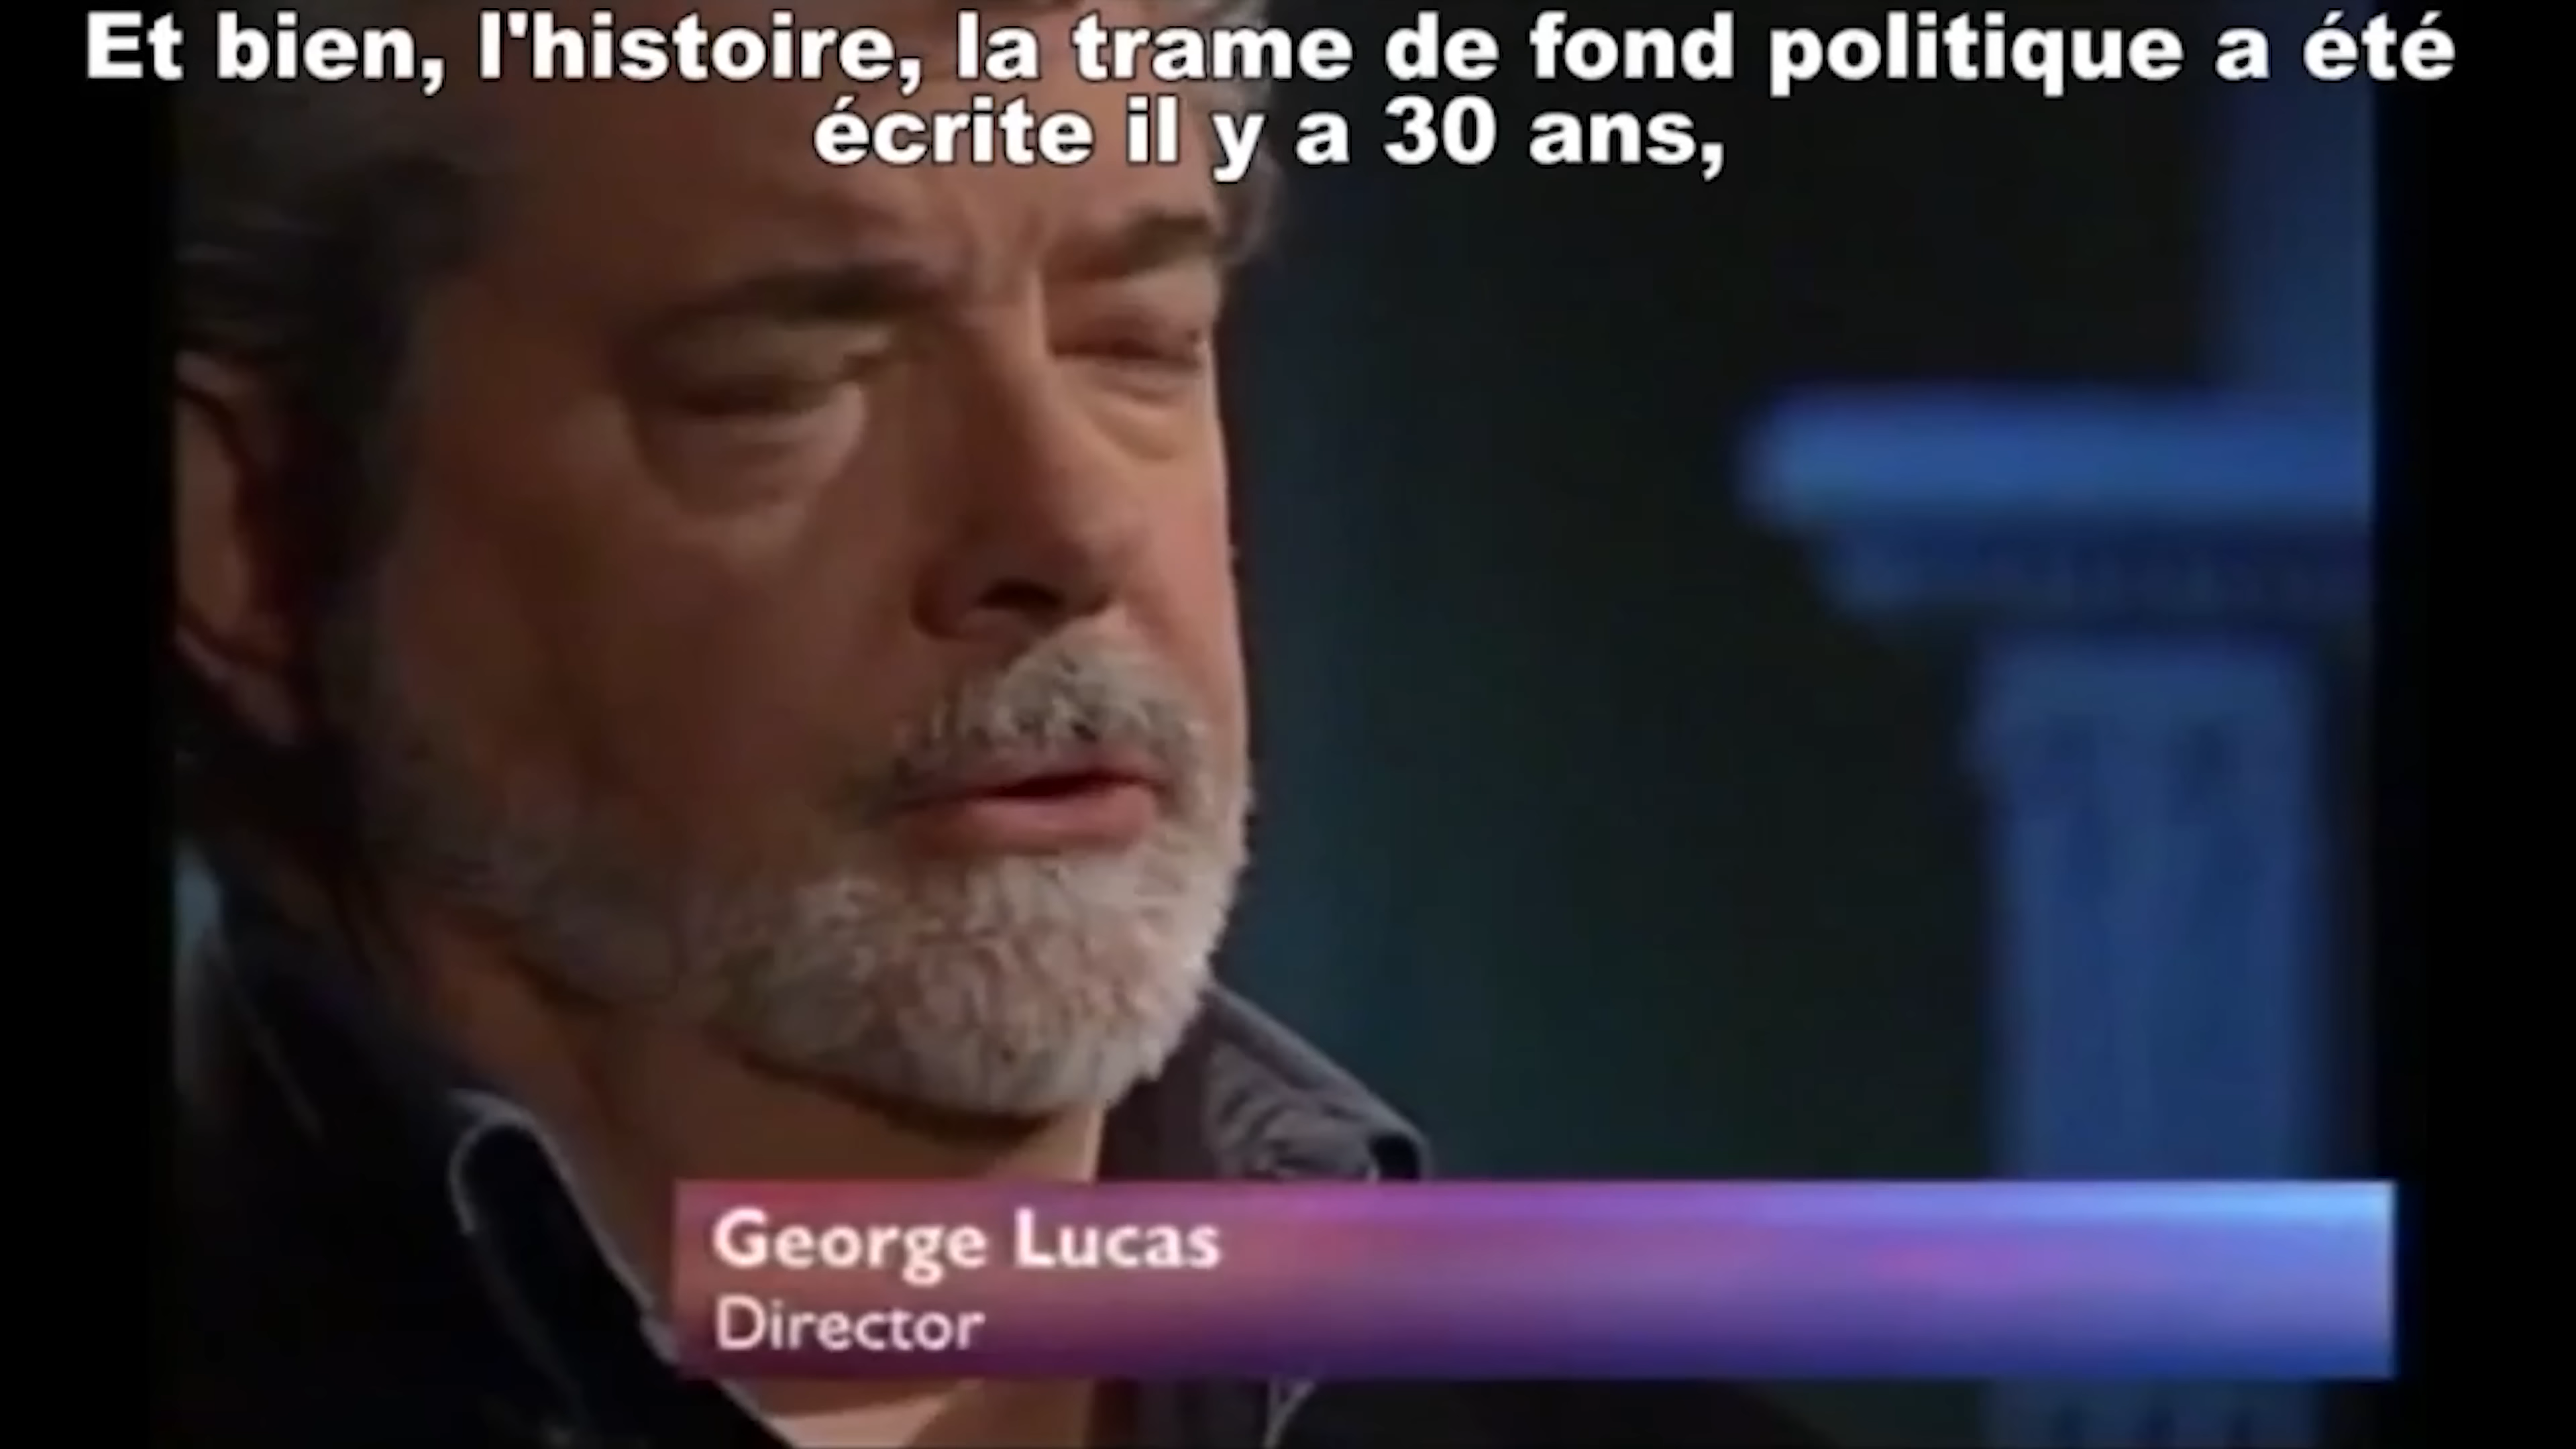 Et bien, l'histoire, la trame de fond politique a été
écrite il y a 30 ans,
George Lucas
Director